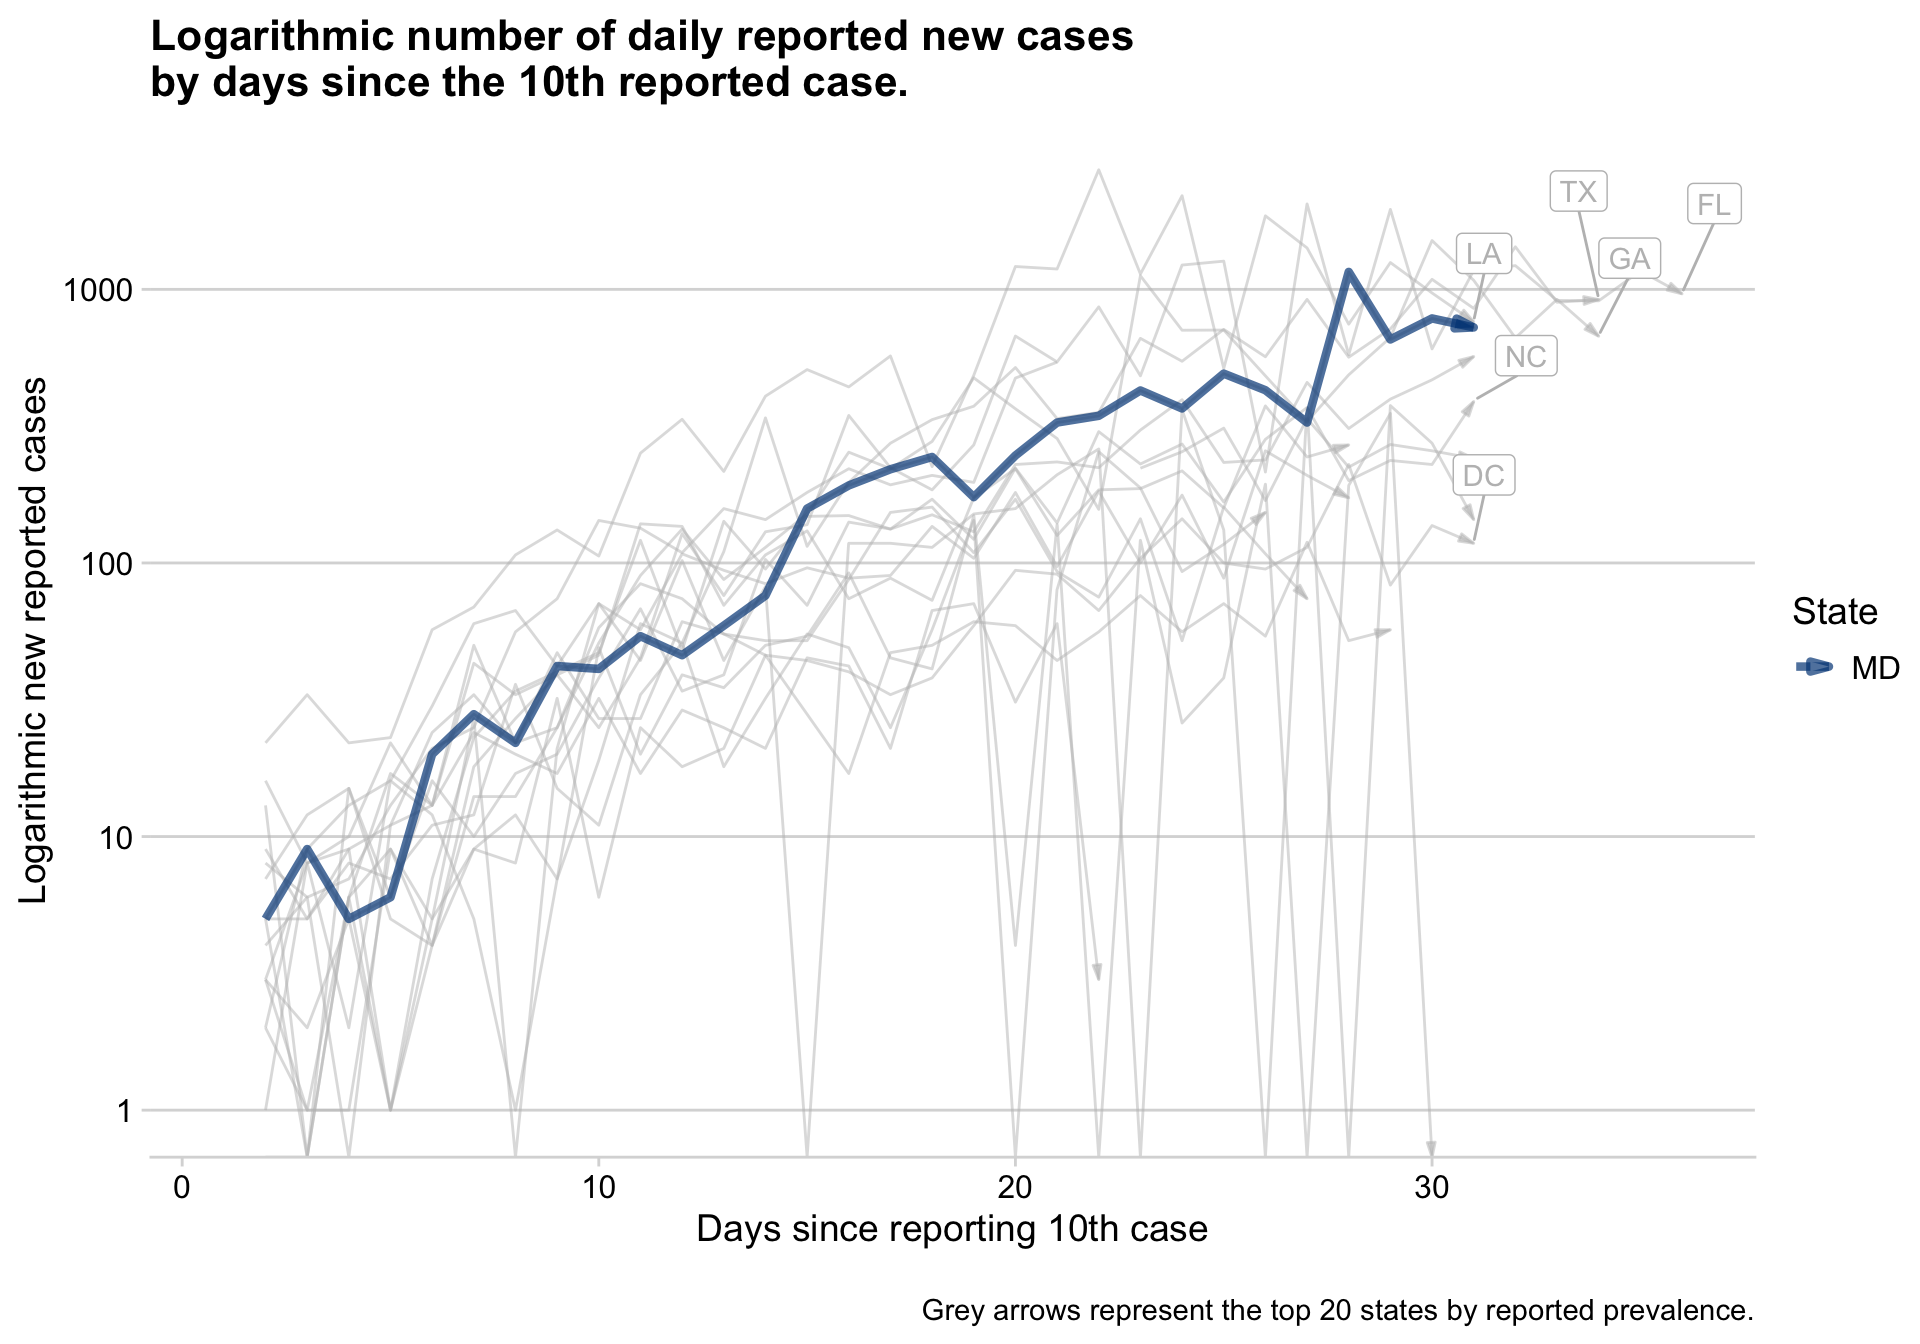 Logarithmic number of daily reported new cases
by days since the 10th reported case.
TX
FL
LA
GA
1000
NC
DC
100
10
1
Logarithmic new reported cases
State
MD
0 10 20 30
Days since reporting 10th case
Grey arrows represent the top 20 states by reported prevalence.